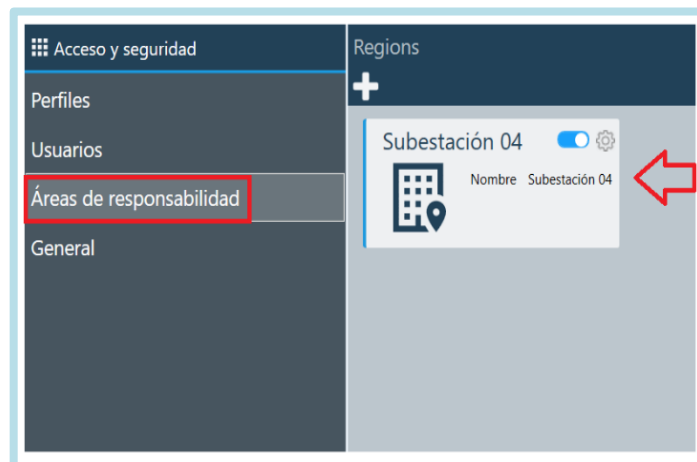 Acceso y seguridad
Perfiles
Usuarios
Áreas de responsabilidad
General
Regions
Subestación 04
Nombre Subestación 04